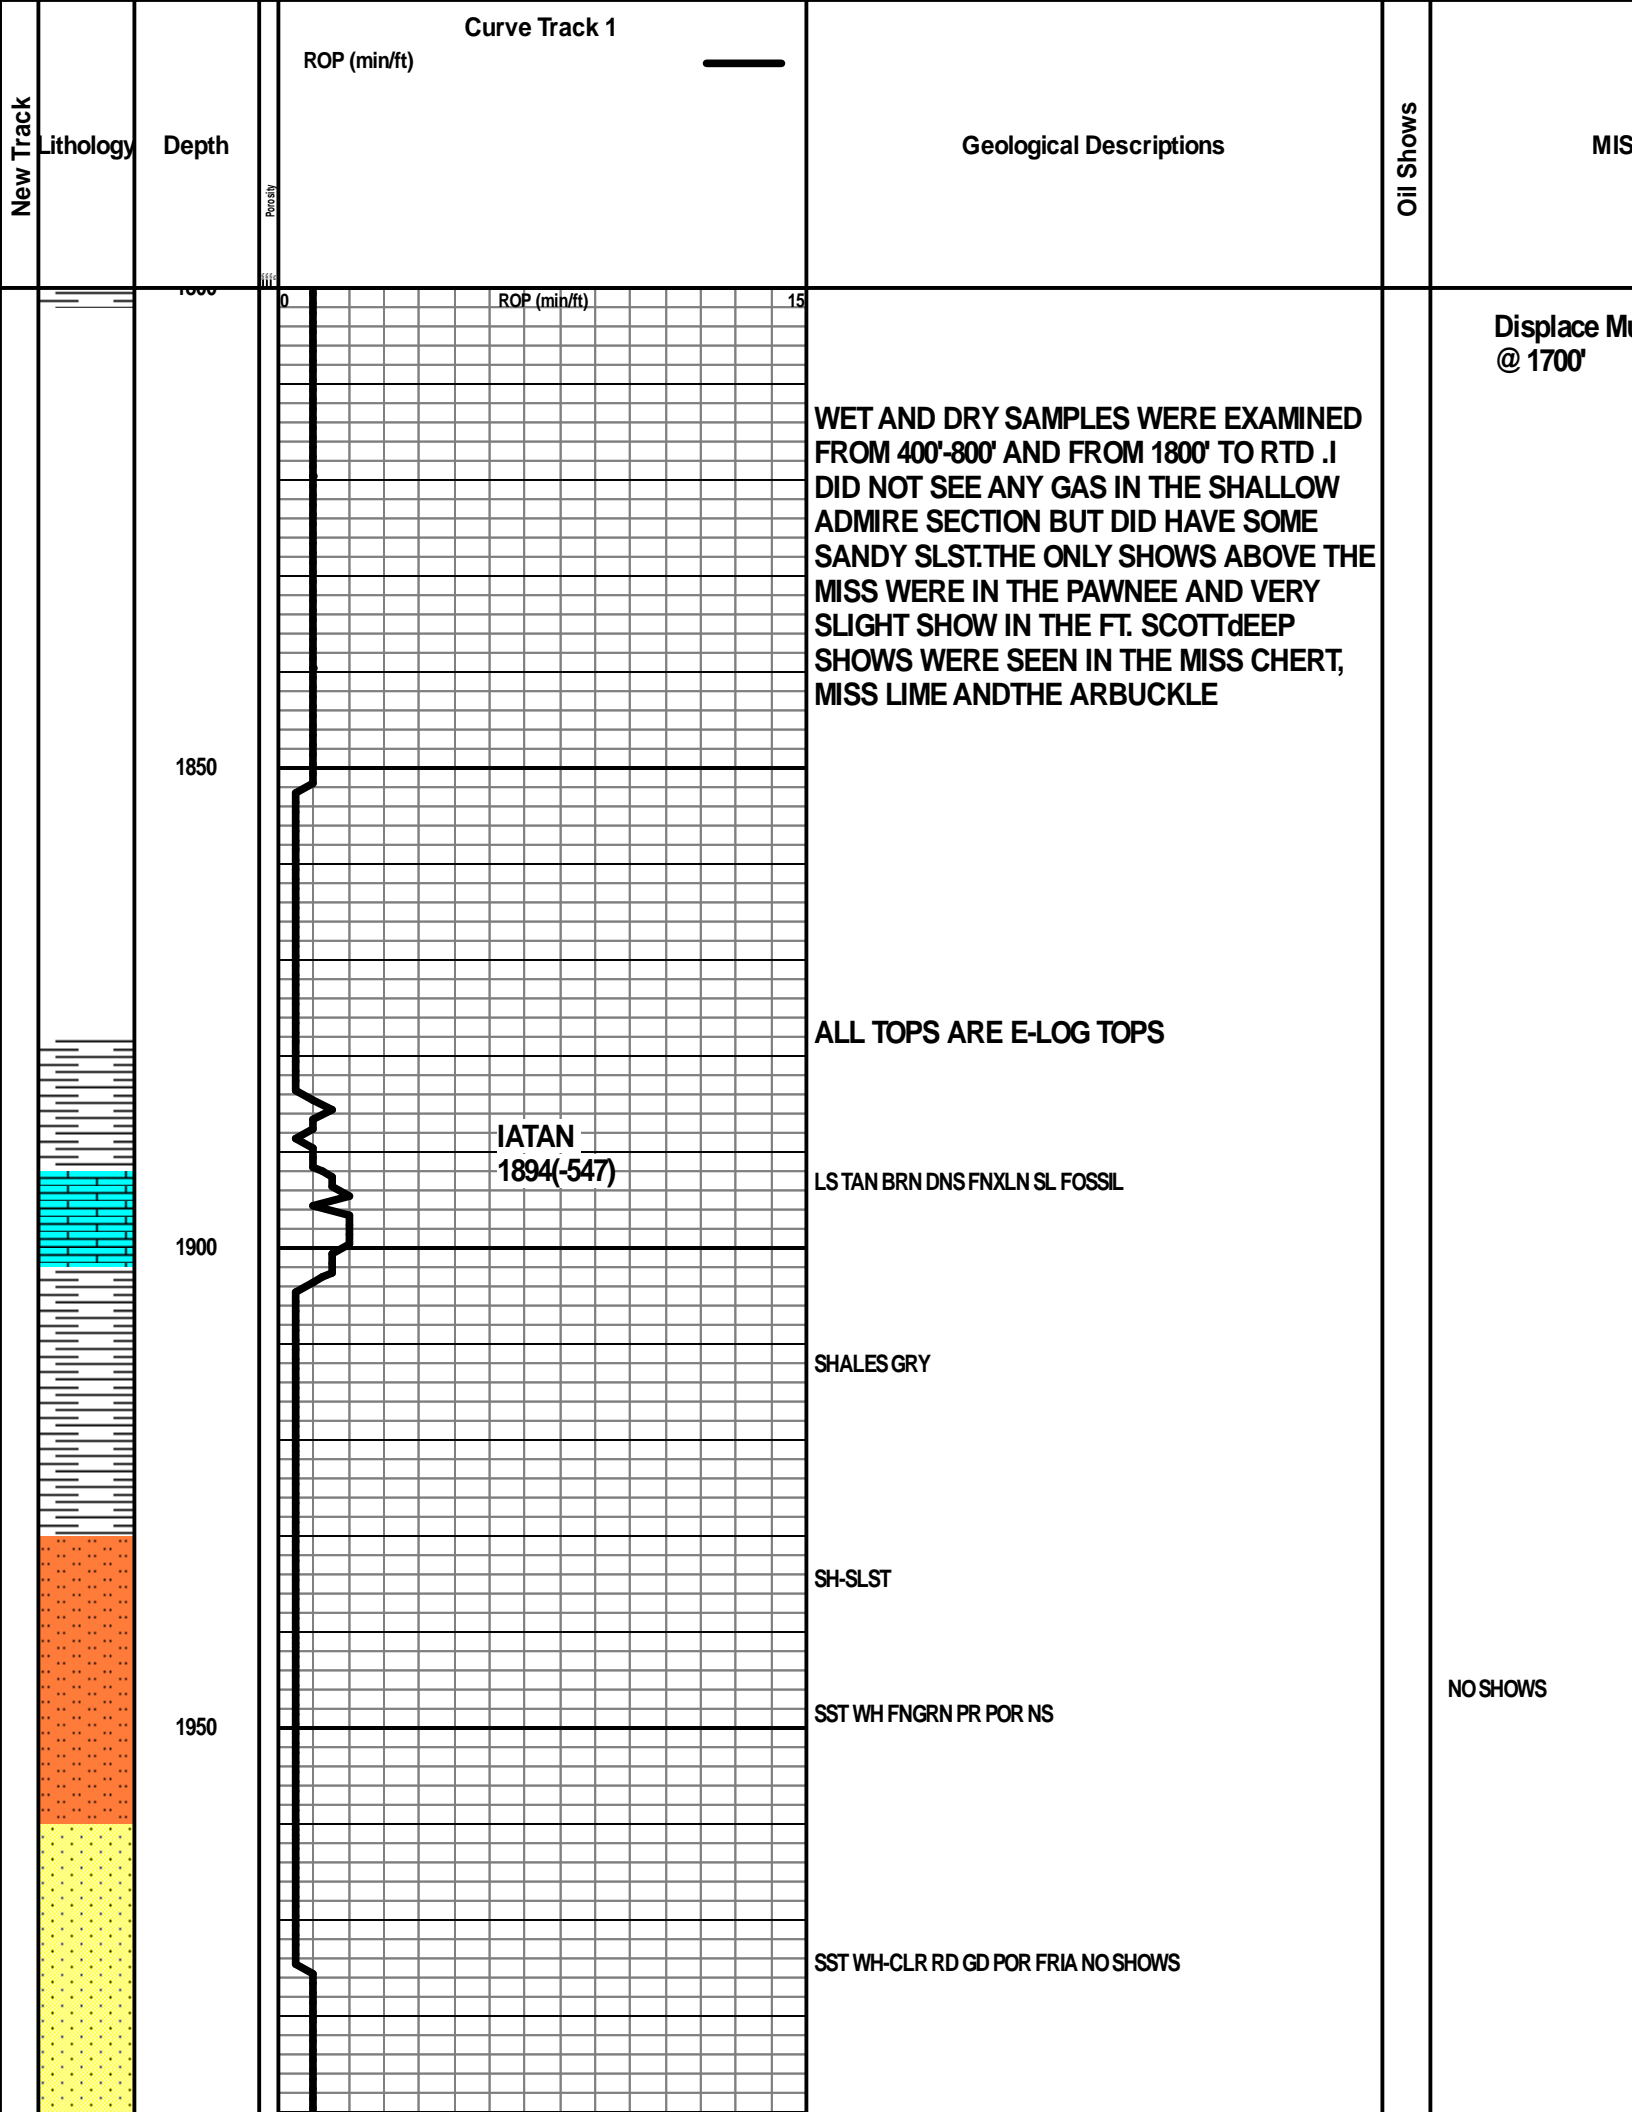 Curve Track 1
ROP (min/ft)
New Track
Lithology
Depth
Porosity
Geological Descriptions
Oil Shows
MIS
0 ROP (min/ft) 15
Displace Mu
@ 1700'
WET AND DRY SAMPLES WERE EXAMINED
FROM 400'-800' AND FROM 1800' TO RTD .I
DID NOT SEE ANY GAS IN THE SHALLOW
ADMIRE SECTION BUT DID HAVE SOME
SANDY SLST.THE ONLY SHOWS ABOVE THE
MISS WERE IN THE PAWNEE AND VERY
SLIGHT SHOW IN THE FT. SCOTTdEEP
SHOWS WERE SEEN IN THE MISS CHERT,
MISS LIME ANDTHE ARBUCKLE
1850
ALL TOPS ARE E-LOG TOPS
IATAN
1894(-547)
LS TAN BRN DNS FNXLN SL FOSSIL
1900
SHALES GRY
SH-SLST
NO SHOWS
SST WH FNGRN PR POR NS
1950
SST WH-CLR RD GD POR FRIA NO SHOWS